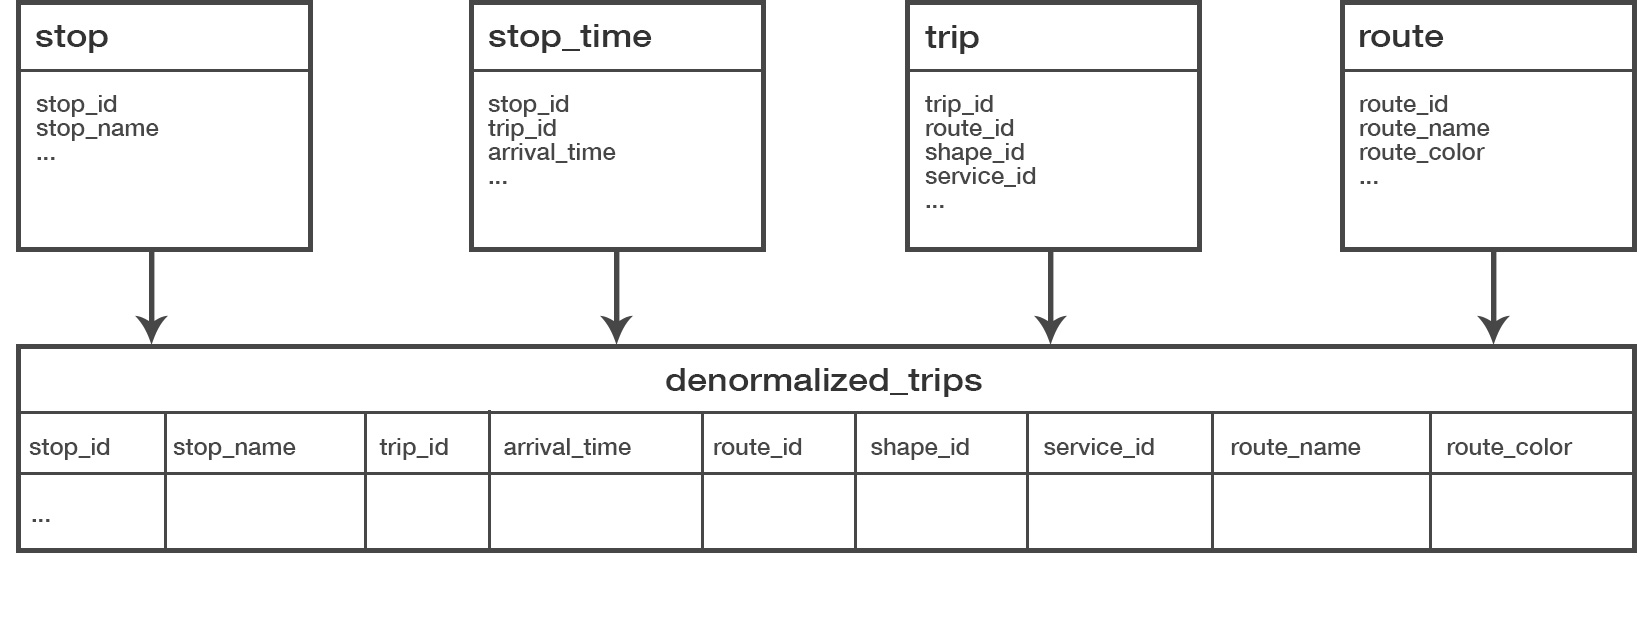 stop
stop_id
stop_name
...
stop_time
stop_id
trip_id
arrival_time
...
trip
trip_id
route_id
shape_id
service_id
...
route
route_id
route_name
route_color
...
denormalized_trips
stop_id stop_name trip_id arrival_time route_id shape_id service_id route_name route_color
...